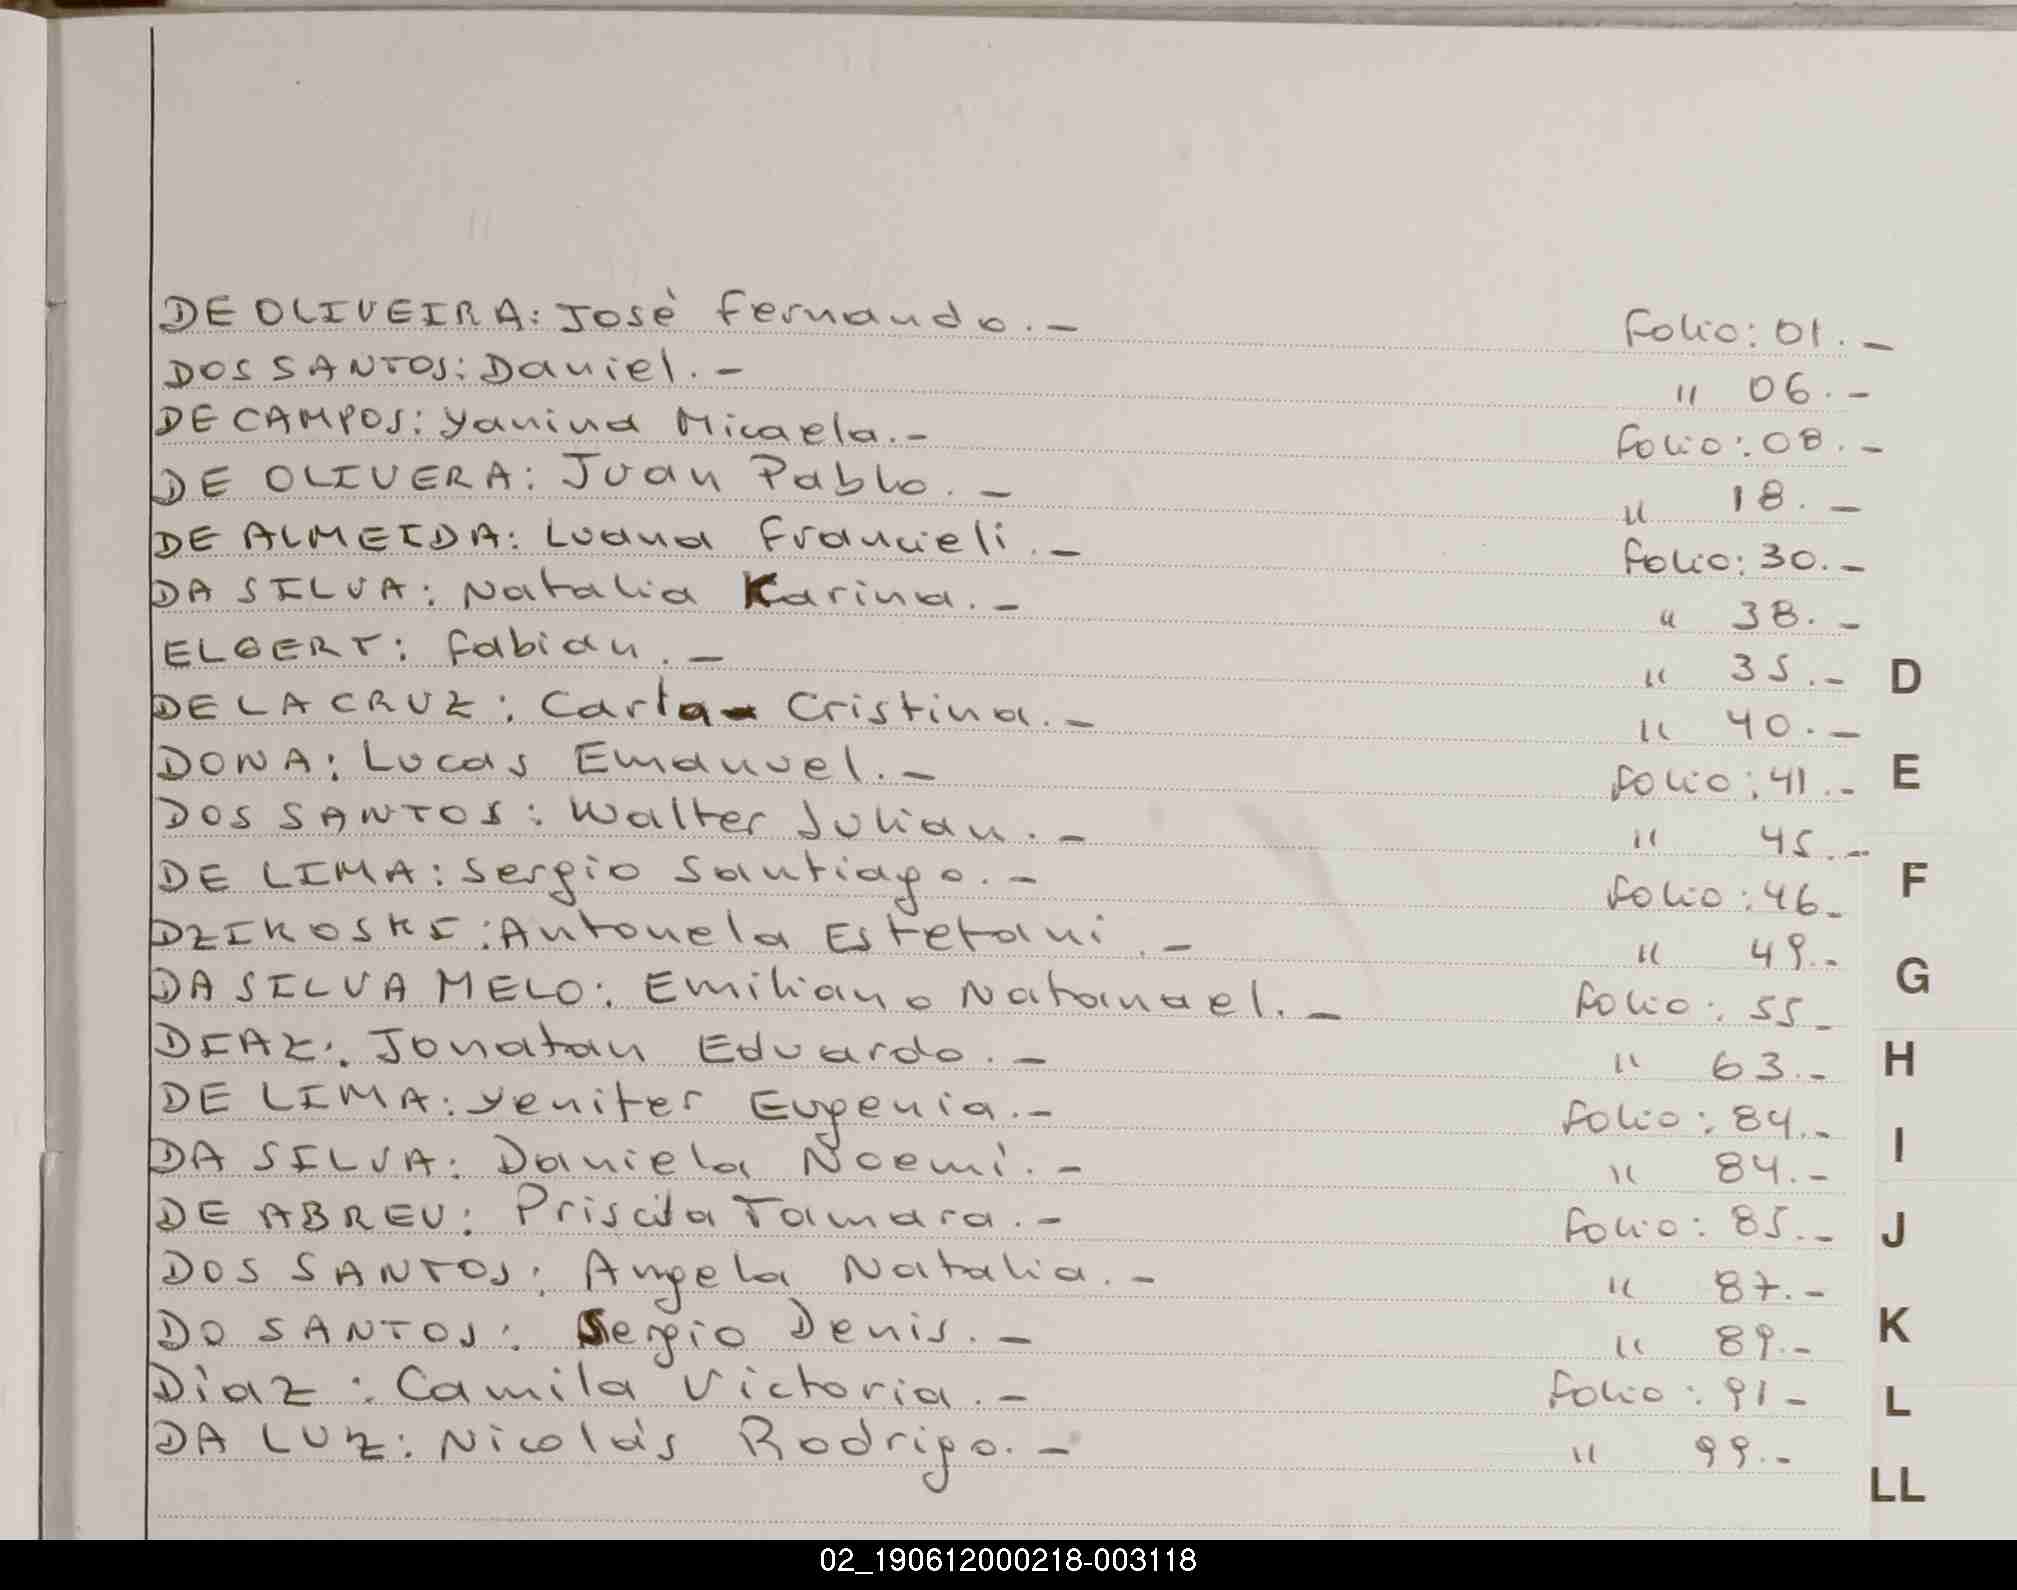 DE OLIVEIRA: Josè Fernando.- Folio: 01.-
DOS SANTOS: Daniel.- " 06.-
DE CAMPOS: Yanina Micaela.- Folio: 08.-
DE OLIVERA: Juan Pablo.- " 18.-
DE ALMEIDA: Luana Francieli.- Folio: 30.-
DA SILVA: Natalia Karina.- " 38.-
ELGERT: Fabian.- " 35.-
D
DE LA CRUZ: Carla Cristina.- " 40.-
DONA: Lucas Emanuel.- Folio: 41.-
E
DOS SANTOS: Walter Julian.- " 45.-
DE LIMA: Sergio Santiago.- Folio: 46.-
F
DZIKOSKI: Antonela Estefani.- " 49.-
G
DA SILVA MELO: Emiliano Natanael.- Folio: 55-
DIAZ: Jonatan Eduardo.- " 63.-
H
DE LIMA: Yenifer Eugenia.- Folio: 84.-
DA SILVA: Daniela Noemì.- " 84.-
I
DE ABREU: Priscila Tamara.- Folio: 85.-
J
DOS SANTOS: Angela Natalia.- " 87.-
DO SANTOS: Sergio Denis.- " 89.-
K
Dìaz: Camila Victoria.- Folio: 91-
L
DA LUZ: Nicolàs Rodrigo.- " 99.-
LL
02_190612000218-003118